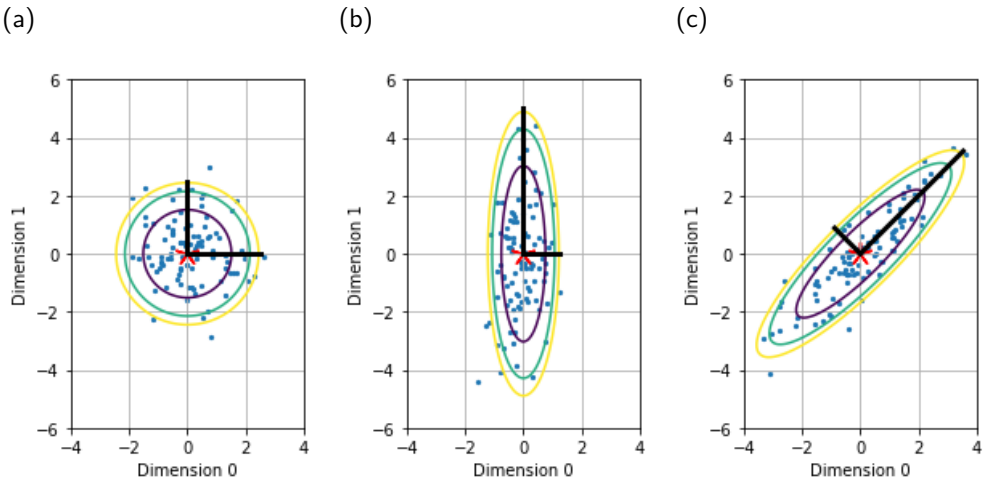 (a) (b) (c)
6 6 6
4 4 4
2 2 2
0 0 0
−2 −2 −2
−4 −4 −4
−6 −6 −6
−4 −2 0 2 4 −4 −2 0 2 4 −4 −2 0 2 4
Dimension 1 Dimension 1 Dimension 1
Dimension 0 Dimension 0 Dimension 0